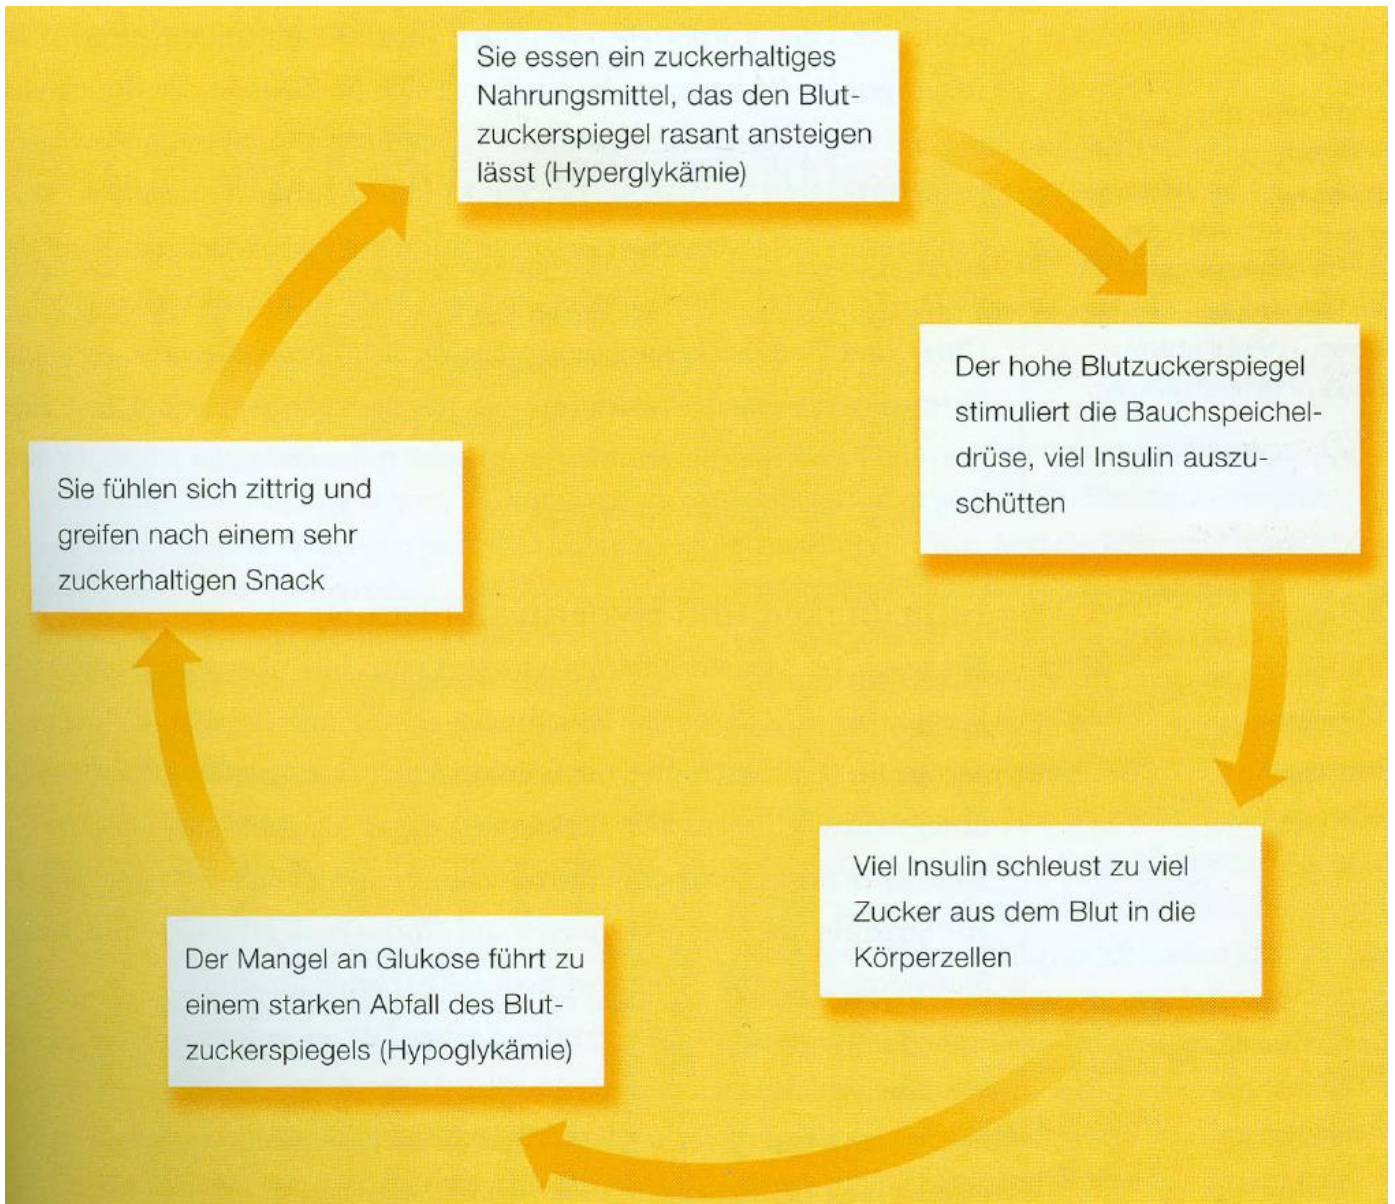 Sie essen ein zuckerhaltiges
Nahrungsmittel, das den Blut-
zuckerspiegel rasant ansteigen
lässt (Hyperglykämie)
Der hohe Blutzuckerspiegel
stimuliert die Bauchspeichel-
drüse, viel Insulin auszu-
schütten
Viel Insulin schleust zu viel
Zucker aus dem Blut in die
Körperzellen
Der Mangel an Glukose führt zu
einem starken Abfall des Blut-
zuckerspiegels (Hypoglykämie)
Sie fühlen sich zittrig und
greifen nach einem sehr
zuckerhaltigen Snack